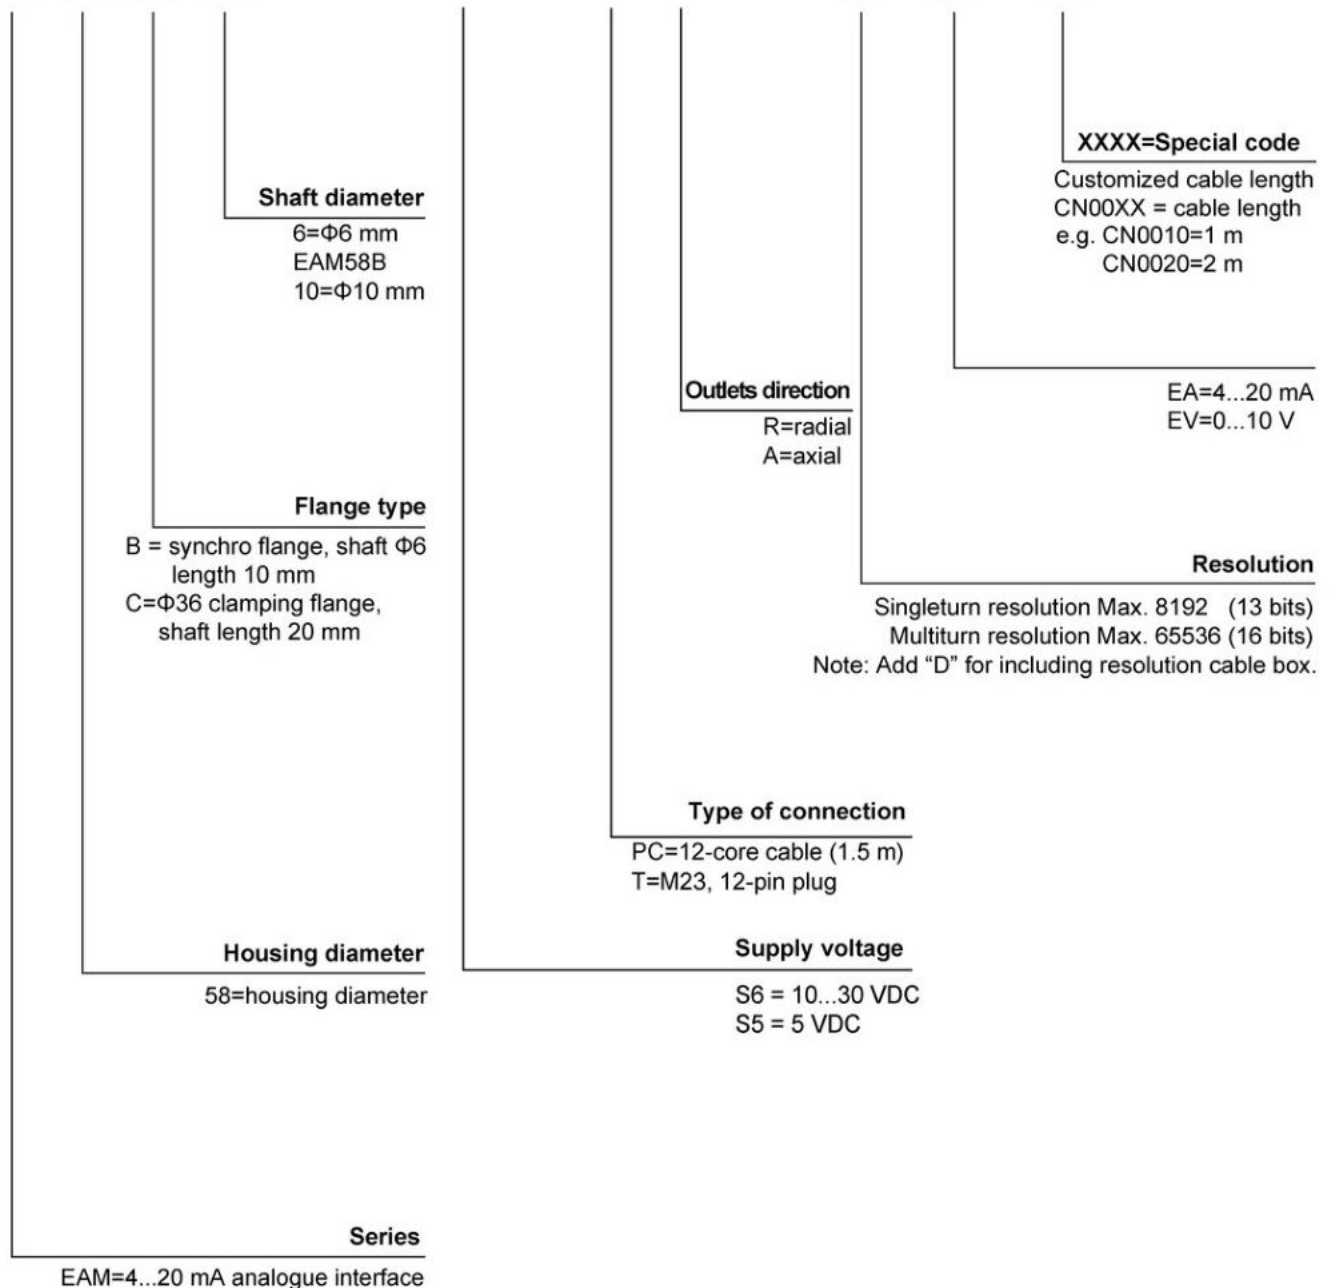 XXXX=Special code
Customized cable length
CN00XX = cable length
e.g. CN0010=1 m
CN0020=2 m
Shaft diameter
6=Φ6 mm
EAM58B
10=Φ10 mm
EA=4...20 mA
EV=0...10 V
Outlets direction
R=radial
A=axial
Flange type
B = synchro flange, shaft Φ6
length 10 mm
C=Φ36 clamping flange,
shaft length 20 mm
Resolution
Singleturn resolution Max. 8192 (13 bits)
Multiturn resolution Max. 65536 (16 bits)
Note: Add “D” for including resolution cable box.
Type of connection
PC=12-core cable (1.5 m)
T=M23, 12-pin plug
Housing diameter
58=housing diameter
Supply voltage
S6 = 10...30 VDC
S5 = 5 VDC
Series
EAM=4...20 mA analogue interface